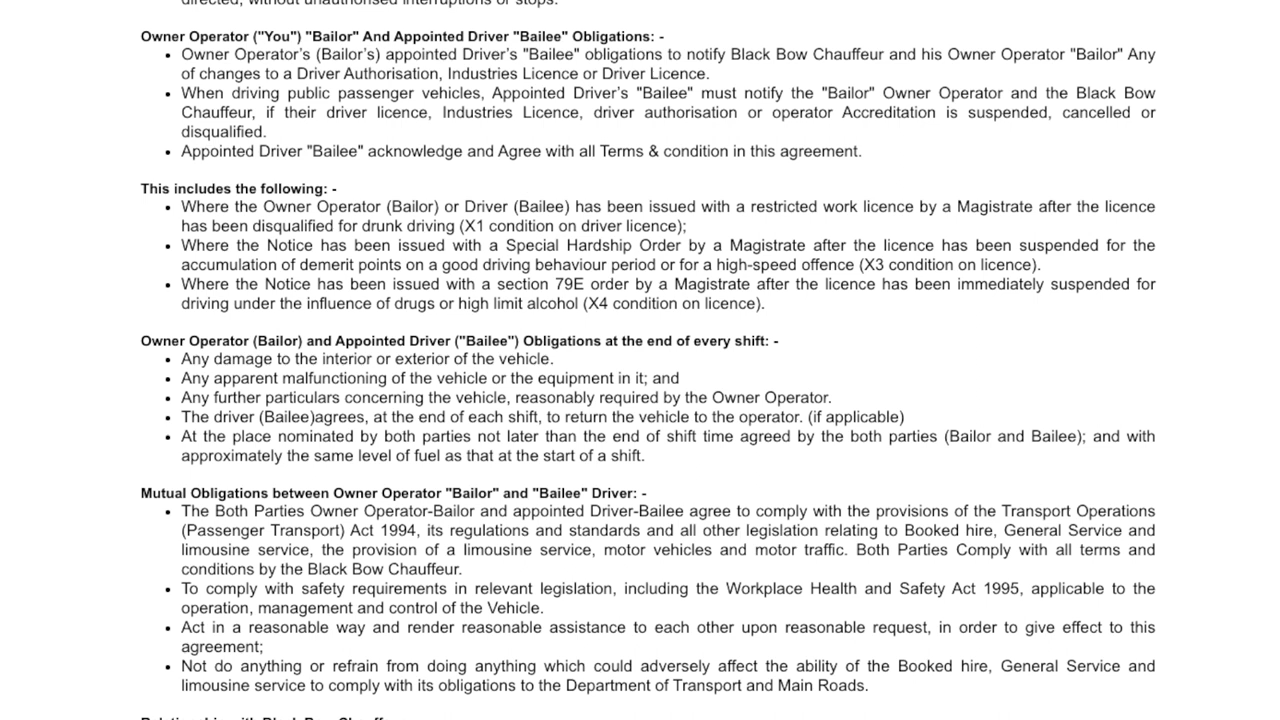 directed, without unauthorised interruptions or stops.
Owner Operator ("You") "Bailor" And Appointed Driver "Bailee" Obligations: -
• Owner Operator's (Bailor's) appointed Driver's "Bailee" obligations to notify Black Bow Chauffeur and his Owner Operator "Bailor" Any
of changes to a Driver Authorisation, Industries Licence or Driver Licence.
• When driving public passenger vehicles, Appointed Driver's "Bailee" must notify the "Bailor" Owner Operator and the Black Bow
Chauffeur, if their driver licence, Industries Licence, driver authorisation or operator Accreditation is suspended, cancelled or
disqualified.
• Appointed Driver "Bailee" acknowledge and Agree with all Terms & condition in this agreement.
This includes the following: -
• Where the Owner Operator (Bailor) or Driver (Bailee) has been issued with a restricted work licence by a Magistrate after the licence
has been disqualified for drunk driving (X1 condition on driver licence);
• Where the Notice has been issued with a Special Hardship Order by a Magistrate after the licence has been suspended for the
accumulation of demerit points on a good driving behaviour period or for a high-speed offence (X3 condition on licence).
• Where the Notice has been issued with a section 79E order by a Magistrate after the licence has been immediately suspended for
driving under the influence of drugs or high limit alcohol (X4 condition on licence).
Owner Operator (Bailor) and Appointed Driver ("Bailee") Obligations at the end of every shift: -
• Any damage to the interior or exterior of the vehicle.
• Any apparent malfunctioning of the vehicle or the equipment in it; and
• Any further particulars concerning the vehicle, reasonably required by the Owner Operator.
• The driver (Bailee)agrees, at the end of each shift, to return the vehicle to the operator. (if applicable)
• At the place nominated by both parties not later than the end of shift time agreed by the both parties (Bailor and Bailee); and with
approximately the same level of fuel as that at the start of a shift.
Mutual Obligations between Owner Operator "Bailor" and "Bailee" Driver: -
• The Both Parties Owner Operator-Bailor and appointed Driver-Bailee agree to comply with the provisions of the Transport Operations
(Passenger Transport) Act 1994, its regulations and standards and all other legislation relating to Booked hire, General Service and
limousine service, the provision of a limousine service, motor vehicles and motor traffic. Both Parties Comply with all terms and
conditions by the Black Bow Chauffeur.
• To comply with safety requirements in relevant legislation, including the Workplace Health and Safety Act 1995, applicable to the
operation, management and control of the Vehicle.
• Act in a reasonable way and render reasonable assistance to each other upon reasonable request, in order to give effect to this
agreement;
• Not do anything or refrain from doing anything which could adversely affect the ability of the Booked hire, General Service and
limousine service to comply with its obligations to the Department of Transport and Main Roads.